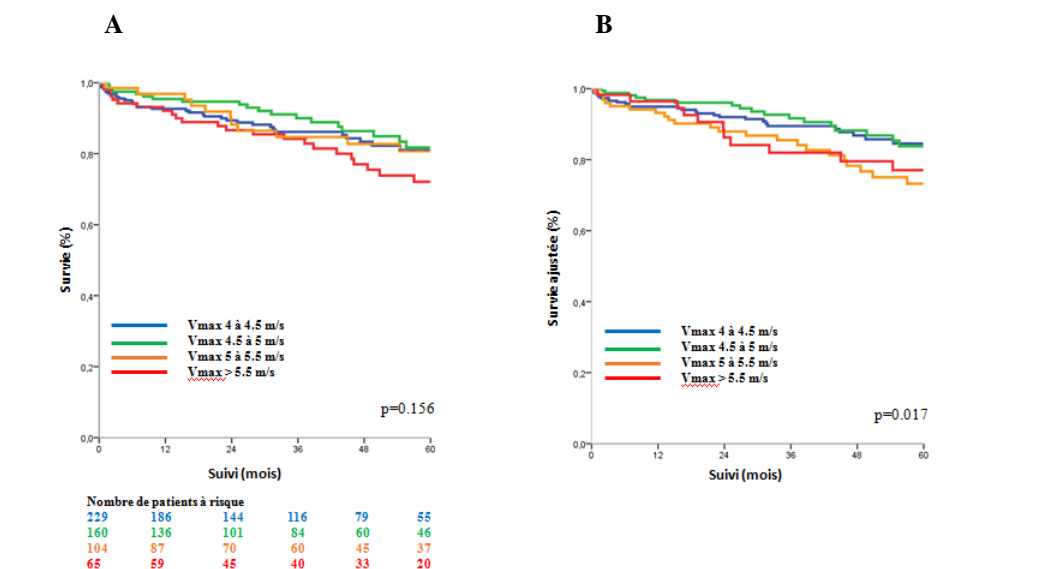 A
B
1,0
0,8
0,6
0,4
0,2
0,0
Survie (%)
Vmax 4 à 4.5 m/s
Vmax 4.5 à 5 m/s
Vmax 5 à 5.5 m/s
Vmax > 5.5 m/s
p=0.156
0 12 24 36 48 60
Suivi (mois)
Nombre de patients à risque
229 186 144 116 79 55
160 136 101 84 60 46
104 87 70 60 45 37
65 59 45 40 33 20
1,0
0,8
0,6
0,4
0,2
0,0
Survie ajustée (%)
Vmax 4 à 4.5 m/s
Vmax 4.5 à 5 m/s
Vmax 5 à 5.5 m/s
Vmax > 5.5 m/s
p=0.017
0 12 24 36 48 60
Suivi (mois)